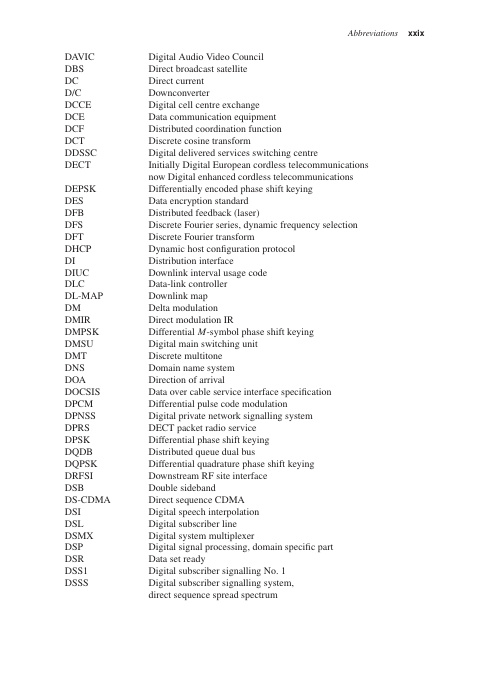 Abbreviations xxix
DAVIC Digital Audio Video Council
DBS Direct broadcast satellite
DC Direct current
D/C Downconverter
DCCE Digital cell centre exchange
DCE Data communication equipment
DCF Distributed coordination function
DCT Discrete cosine transform
DDSSC Digital delivered services switching centre
DECT Initially Digital European cordless telecommunications
now Digital enhanced cordless telecommunications
DEPSK Differentially encoded phase shift keying
DES Data encryption standard
DFB Distributed feedback (laser)
DFS Discrete Fourier series, dynamic frequency selection
DFT Discrete Fourier transform
DHCP Dynamic host configuration protocol
DI Distribution interface
DIUC Downlink interval usage code
DLC Data-link controller
DL-MAP Downlink map
DM Delta modulation
DMIR Direct modulation IR
DMPSK Differential M-symbol phase shift keying
DMSU Digital main switching unit
DMT Discrete multitone
DNS Domain name system
DOA Direction of arrival
DOCSIS Data over cable service interface specification
DPCM Differential pulse code modulation
DPNSS Digital private network signalling system
DPRS DECT packet radio service
DPSK Differential phase shift keying
DQDB Distributed queue dual bus
DQPSK Differential quadrature phase shift keying
DRFSI Downstream RF site interface
DSB Double sideband
DS-CDMA Direct sequence CDMA
DSI Digital speech interpolation
DSL Digital subscriber line
DSMX Digital system multiplexer
DSP Digital signal processing, domain specific part
DSR Data set ready
DSS1 Digital subscriber signalling No. 1
DSSS Digital subscriber signalling system,
direct sequence spread spectrum